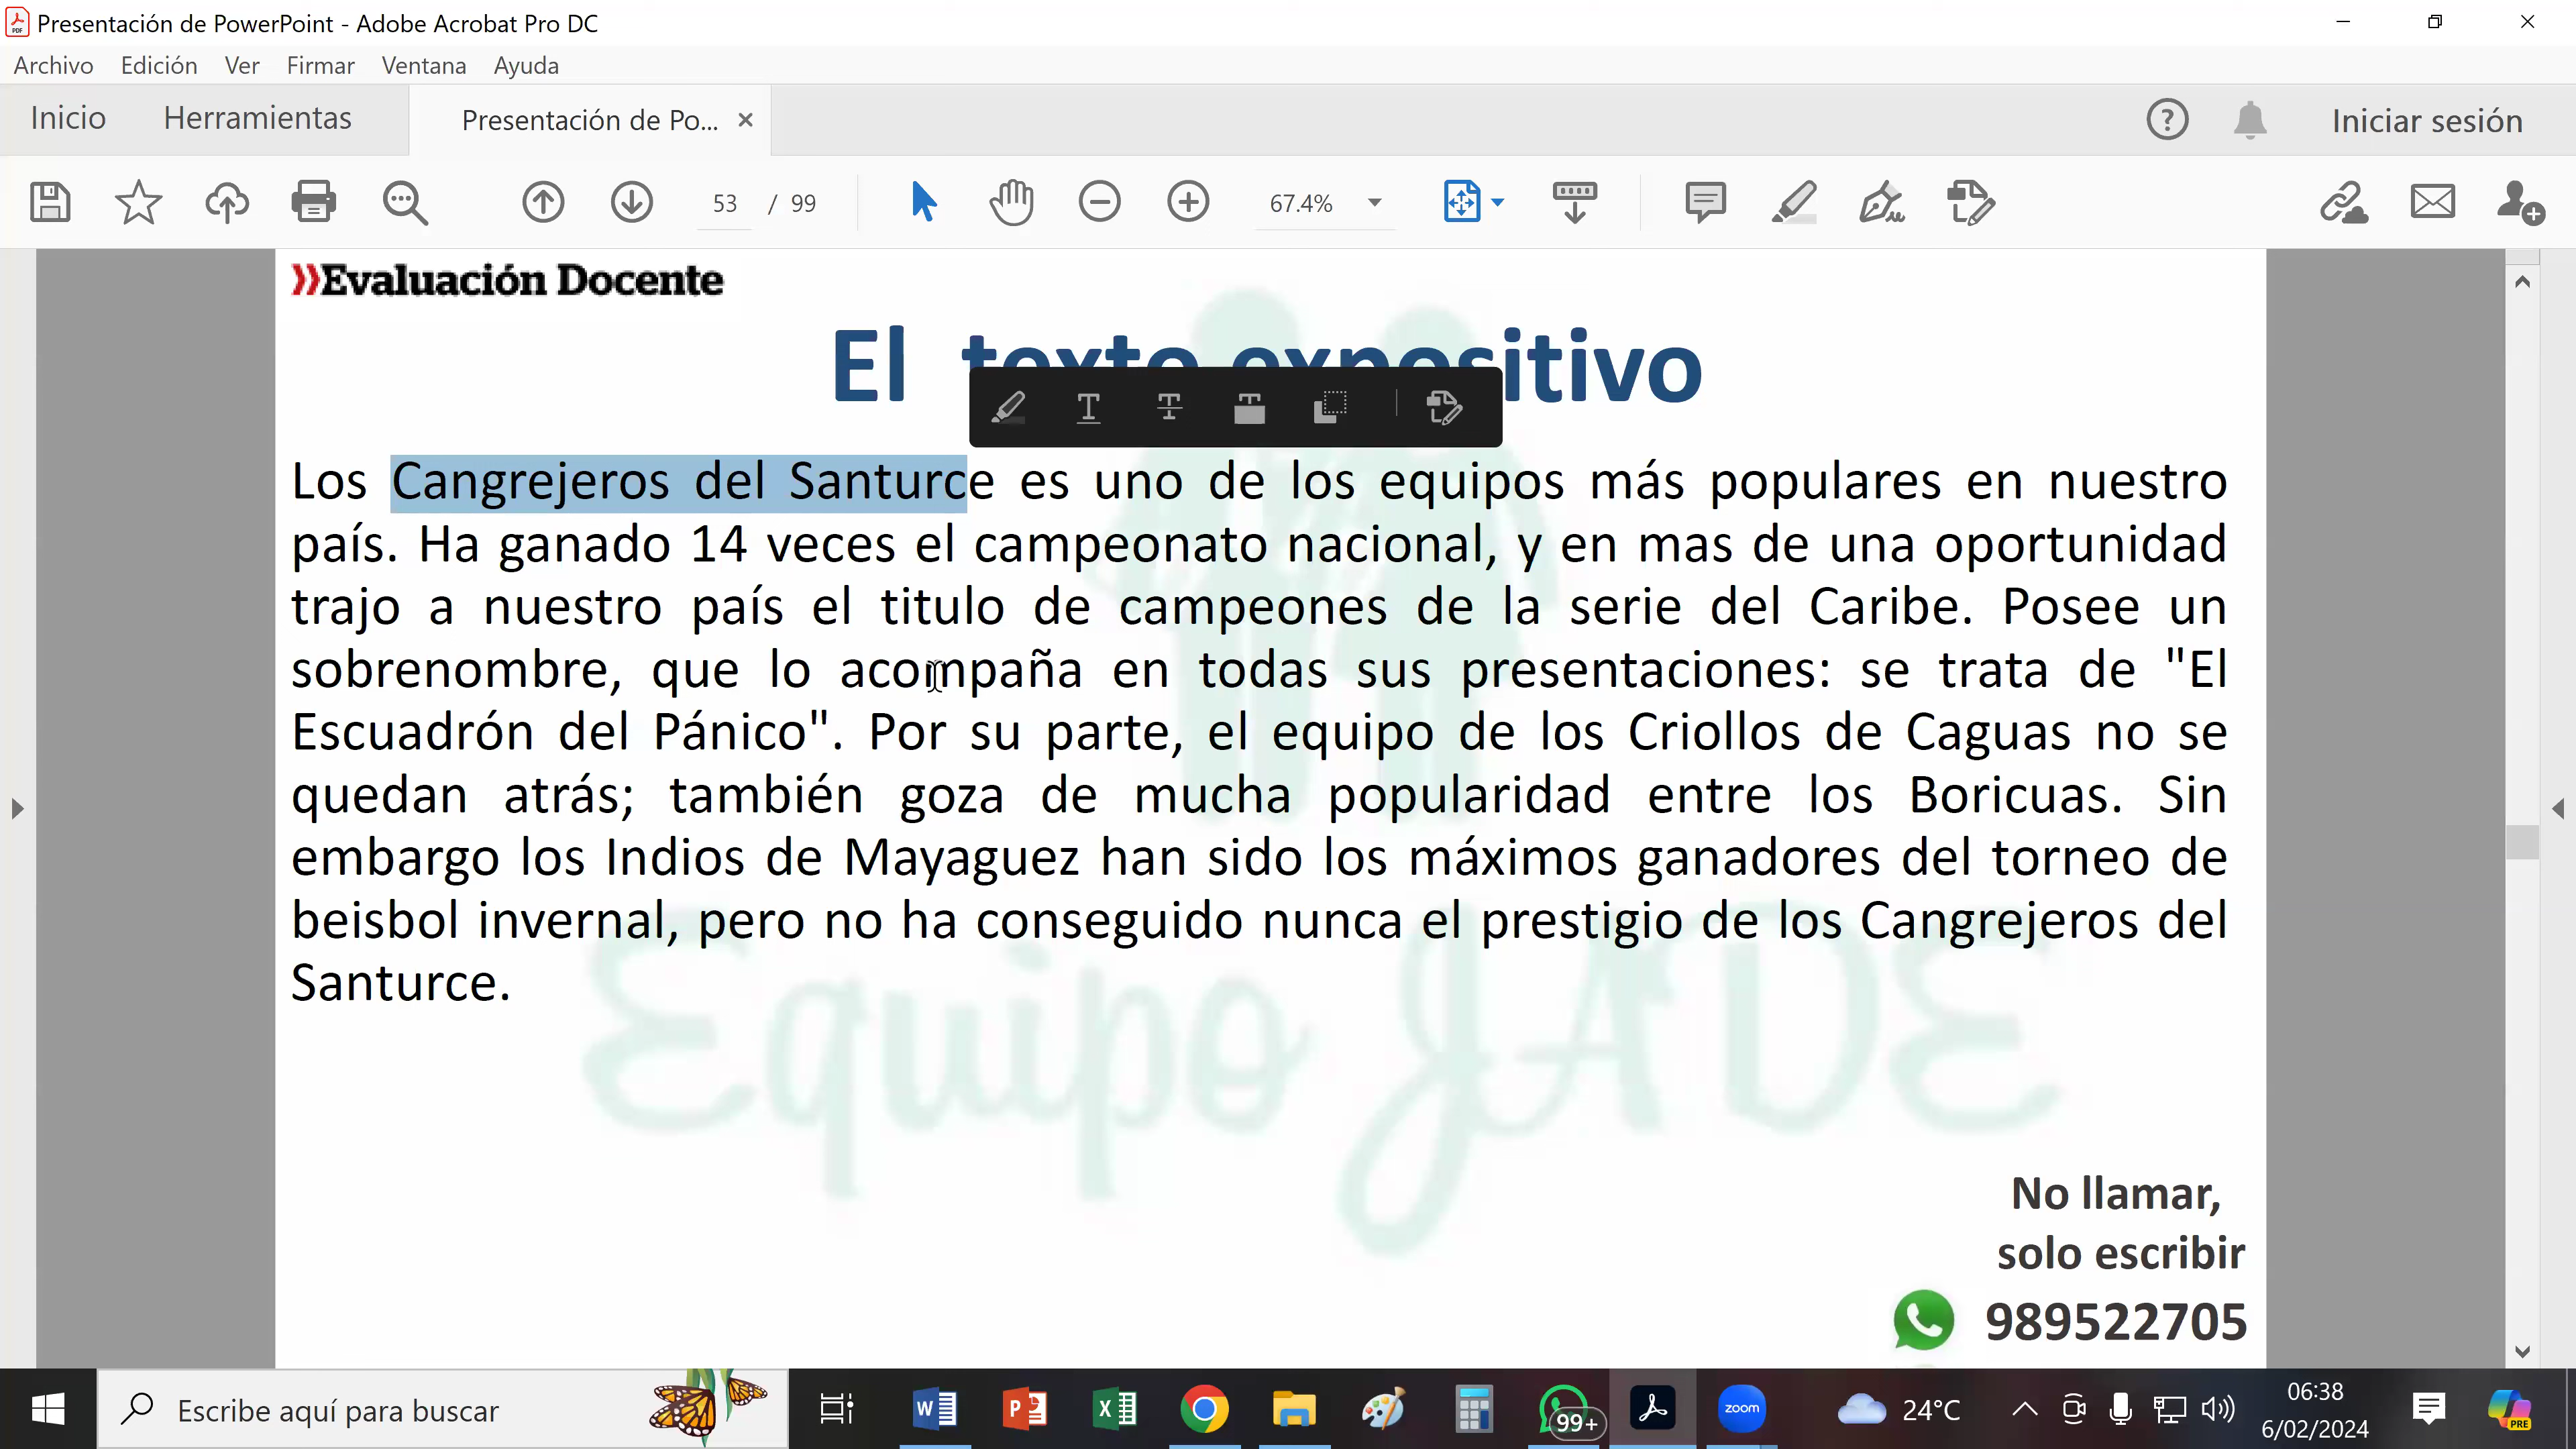 Presentación de PowerPoint - Adobe Acrobat Pro DC
Archivo Edición Ver Firmar Ventana Ayuda
Inicio Herramientas Presentación de Po... Iniciar sesión
53 / 99 67.4%
Evaluación Docente
El texto expositivo
Los Cangrejeros del Santurce es uno de los equipos más populares en nuestro
país. Ha ganado 14 veces el campeonato nacional, y en mas de una oportunidad
trajo a nuestro país el titulo de campeones de la serie del Caribe. Posee un
sobrenombre, que lo acompaña en todas sus presentaciones: se trata de "El
Escuadrón del Pánico". Por su parte, el equipo de los Criollos de Caguas no se
quedan atrás; también goza de mucha popularidad entre los Boricuas. Sin
embargo los Indios de Mayaguez han sido los máximos ganadores del torneo de
beisbol invernal, pero no ha conseguido nunca el prestigio de los Cangrejeros del
Santurce.
Equipo JADE
No llamar,
solo escribir
989522705
Escribe aquí para buscar
99+
zoom
24°C
06:38
6/02/2024
PRE